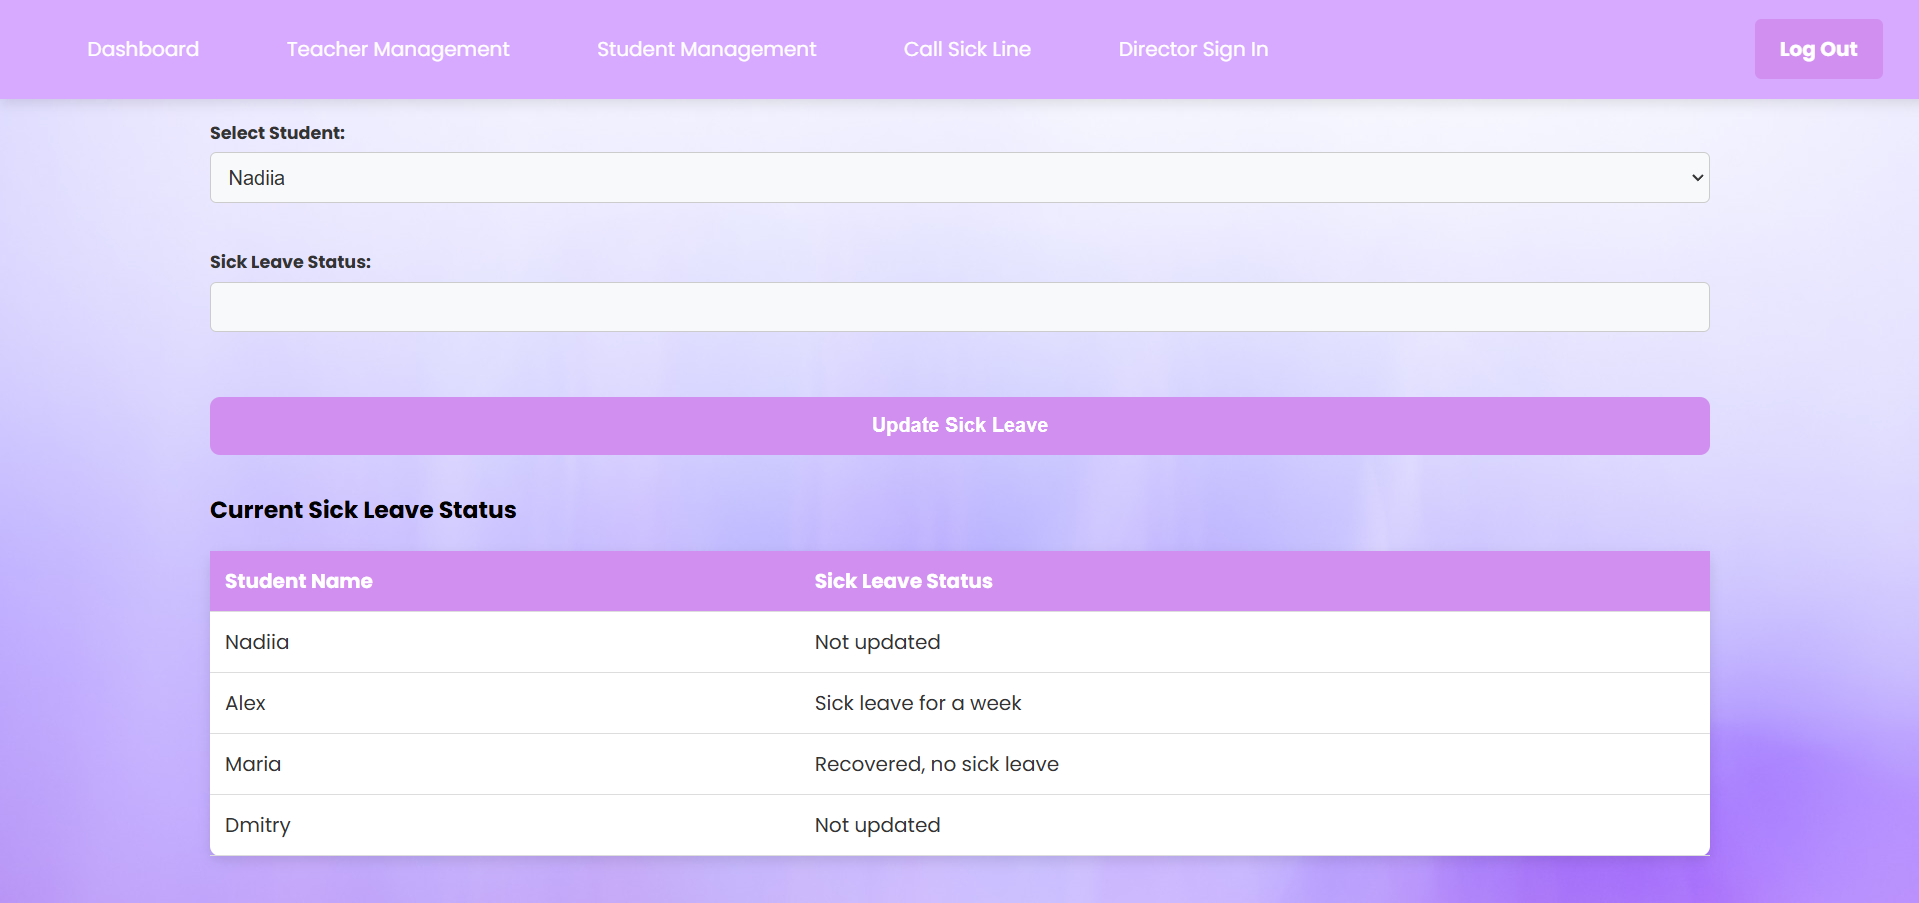 Dashboard Teacher Management Student Management Call Sick Line Director Sign In Log Out
Select Student:
Nadiia
Sick Leave Status:
Update Sick Leave
Current Sick Leave Status
Student Name Sick Leave Status
Nadiia Not updated
Alex Sick leave for a week
Maria Recovered, no sick leave
Dmitry Not updated